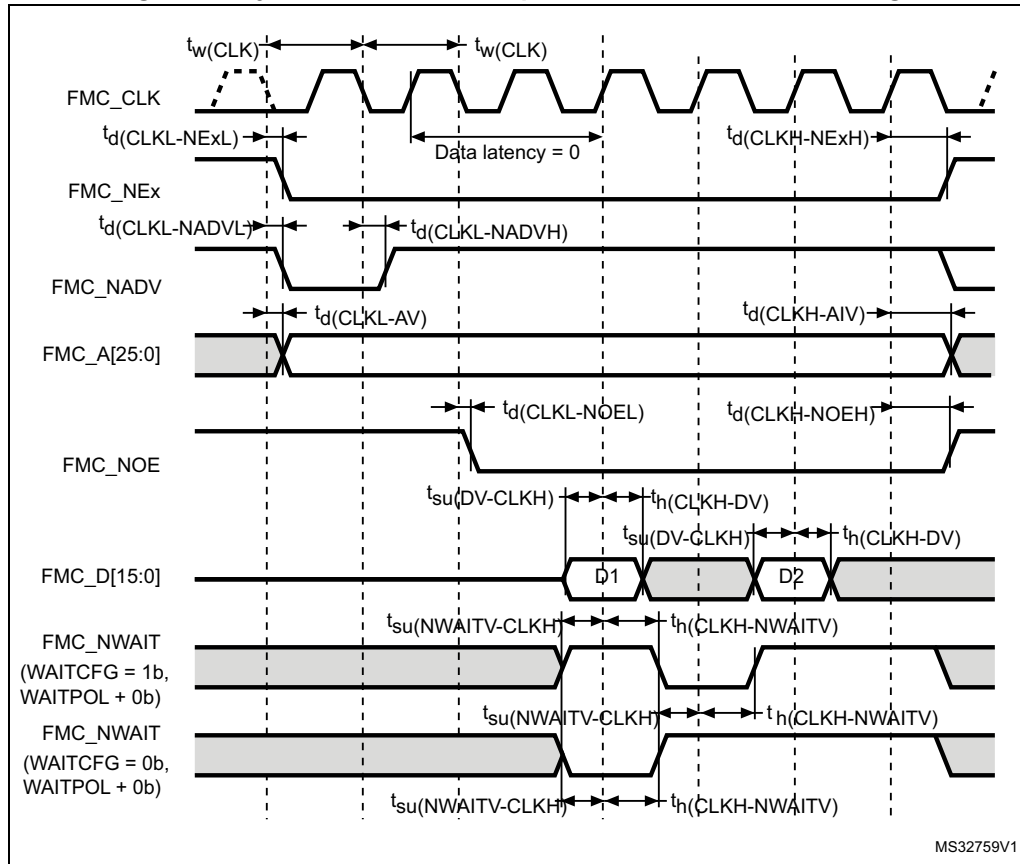 tw(CLK) tw(CLK)
FMC_CLK
td(CLKL-NExL) Data latency = 0 td(CLKH-NExH)
FMC_NEx
td(CLKL-NADVL) td(CLKL-NADVH)
FMC_NADV
td(CLKL-AV) td(CLKH-AIV)
FMC_A[25:0]
td(CLKL-NOEL) td(CLKH-NOEH)
FMC_NOE
tsu(DV-CLKH) th(CLKH-DV)
tsu(DV-CLKH) th(CLKH-DV)
FMC_D[15:0] D1 D2
tsu(NWAITV-CLKH) th(CLKH-NWAITV)
FMC_NWAIT
(WAITCFG = 1b,
WAITPOL + 0b)
tsu(NWAITV-CLKH) th(CLKH-NWAITV)
FMC_NWAIT
(WAITCFG = 0b,
WAITPOL + 0b)
tsu(NWAITV-CLKH) th(CLKH-NWAITV)
MS32759V1